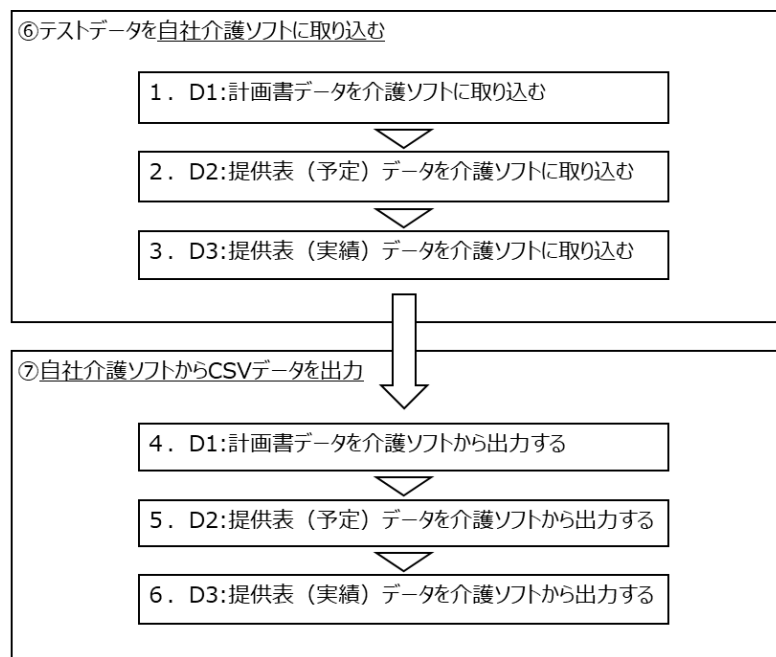 ⑥テストデータを自社介護ソフトに取り込む
1．D1:計画書データを介護ソフトに取り込む
2．D2:提供表（予定）データを介護ソフトに取り込む
3．D3:提供表（実績）データを介護ソフトに取り込む
⑦自社介護ソフトからCSVデータを出力
4．D1:計画書データを介護ソフトから出力する
5．D2:提供表（予定）データを介護ソフトから出力する
6．D3:提供表（実績）データを介護ソフトから出力する